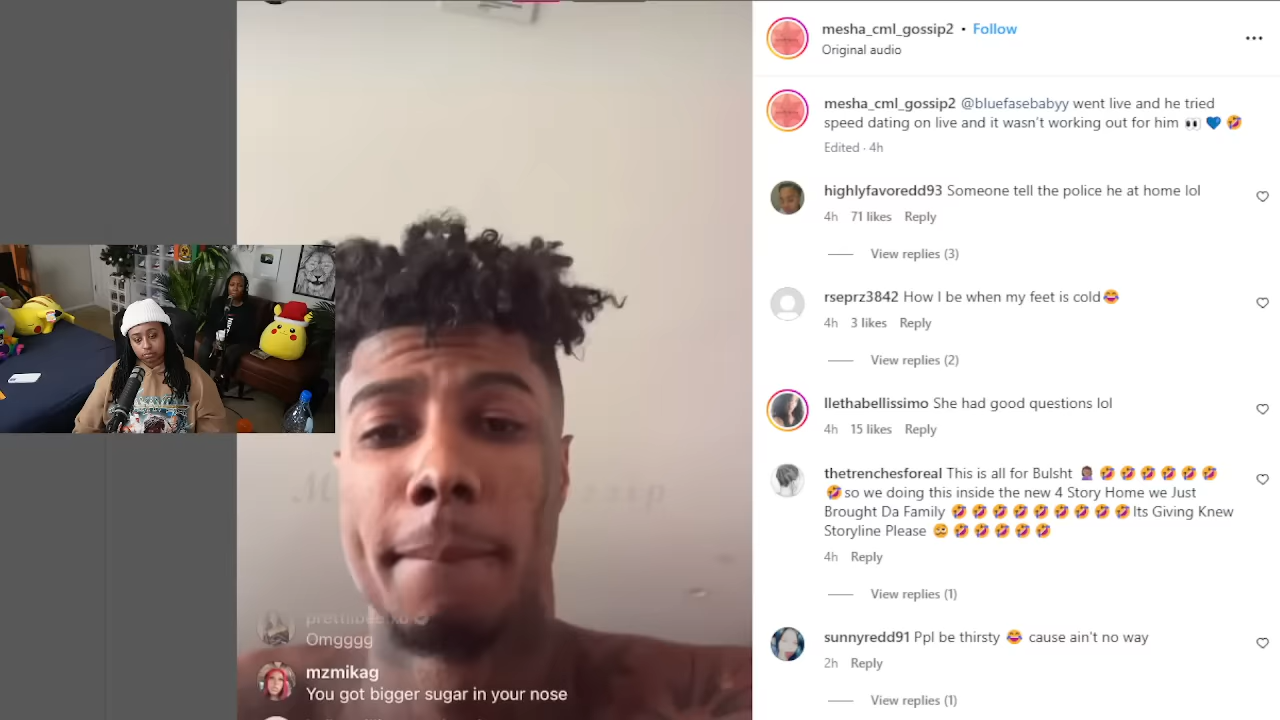 mesha_cml_gossip2 • Follow
Original audio
•••
mesha_cml_gossip2 @bluefasebabyy went live and he tried
speed dating on live and it wasn't working out for him 👀 💙 🤣
Edited · 4h
highlyfavoredd93 Someone tell the police he at home lol
4h 71 likes Reply
View replies (3)
rseprz3842 How I be when my feet is cold😂
4h 3 likes Reply
View replies (2)
llethabellissimo She had good questions lol
4h 15 likes Reply
thetrenchesforeal This is all for Bulsht 🤦🏾‍♀️ 🤣 🤣 🤣 🤣 🤣 🤣
🤣so we doing this inside the new 4 Story Home we Just
Brought Da Family 🤣 🤣 🤣 🤣 🤣 🤣 🤣 🤣 🤣Its Giving Knew
Storyline Please 🥴 🤣 🤣 🤣 🤣 🤣
4h Reply
View replies (1)
sunnyredd91 Ppl be thirsty 😂 cause ain't no way
2h Reply
View replies (1)
Omgggg
mzmikag
You got bigger sugar in your nose